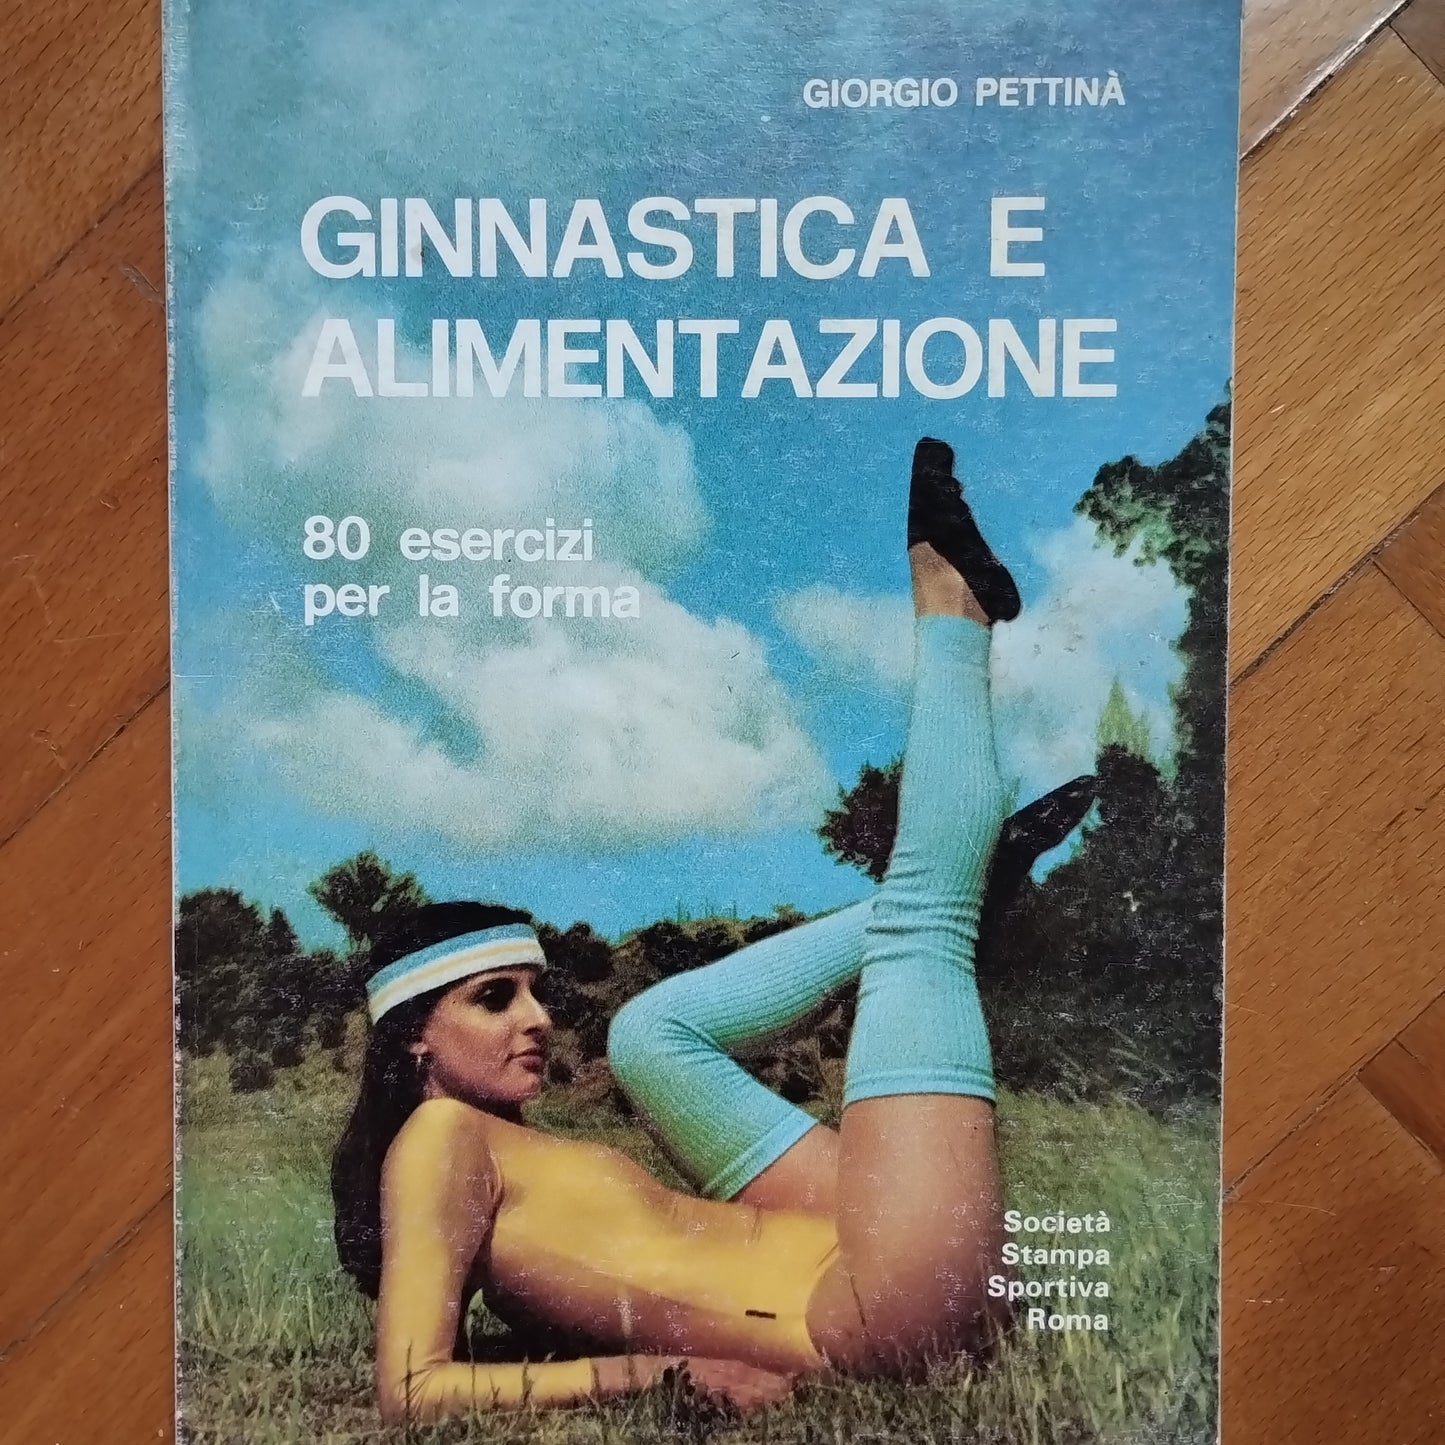 GIORGIO PETTINÀ
GINNASTICA E
ALIMENTAZIONE
80 esercizi
per la forma
Società
Stampa
Sportiva
Roma